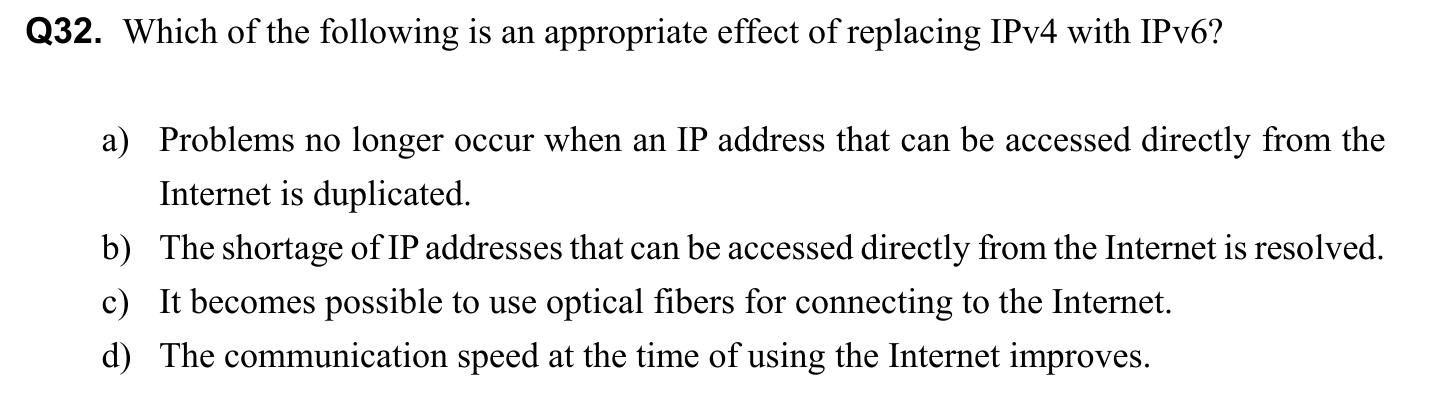 Q32. Which of the following is an appropriate effect of replacing IPv4 with IPv6?
a) Problems no longer occur when an IP address that can be accessed directly from the
Internet is duplicated.
b) The shortage of IP addresses that can be accessed directly from the Internet is resolved.
c) It becomes possible to use optical fibers for connecting to the Internet.
d) The communication speed at the time of using the Internet improves.